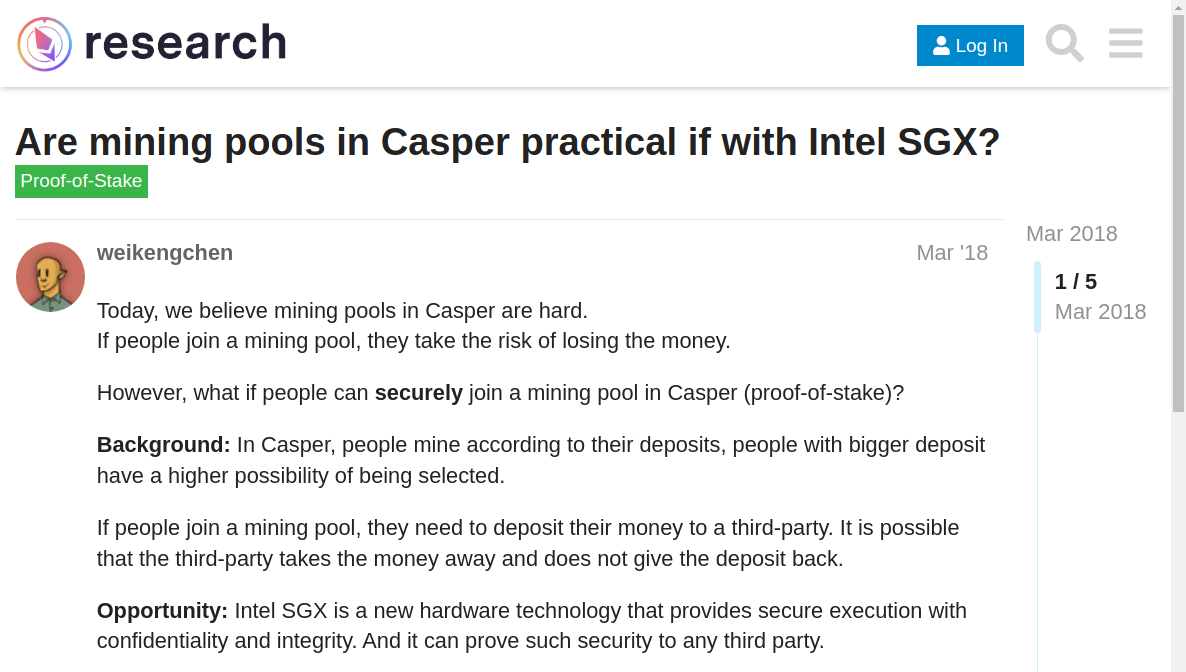 research
Log In
Are mining pools in Casper practical if with Intel SGX?
Proof-of-Stake
weikengchen
Mar '18
Today, we believe mining pools in Casper are hard.
If people join a mining pool, they take the risk of losing the money.
However, what if people can securely join a mining pool in Casper (proof-of-stake)?
Background: In Casper, people mine according to their deposits, people with bigger deposit
have a higher possibility of being selected.
If people join a mining pool, they need to deposit their money to a third-party. It is possible
that the third-party takes the money away and does not give the deposit back.
Opportunity: Intel SGX is a new hardware technology that provides secure execution with
confidentiality and integrity. And it can prove such security to any third party.
Mar 2018
1 / 5
Mar 2018